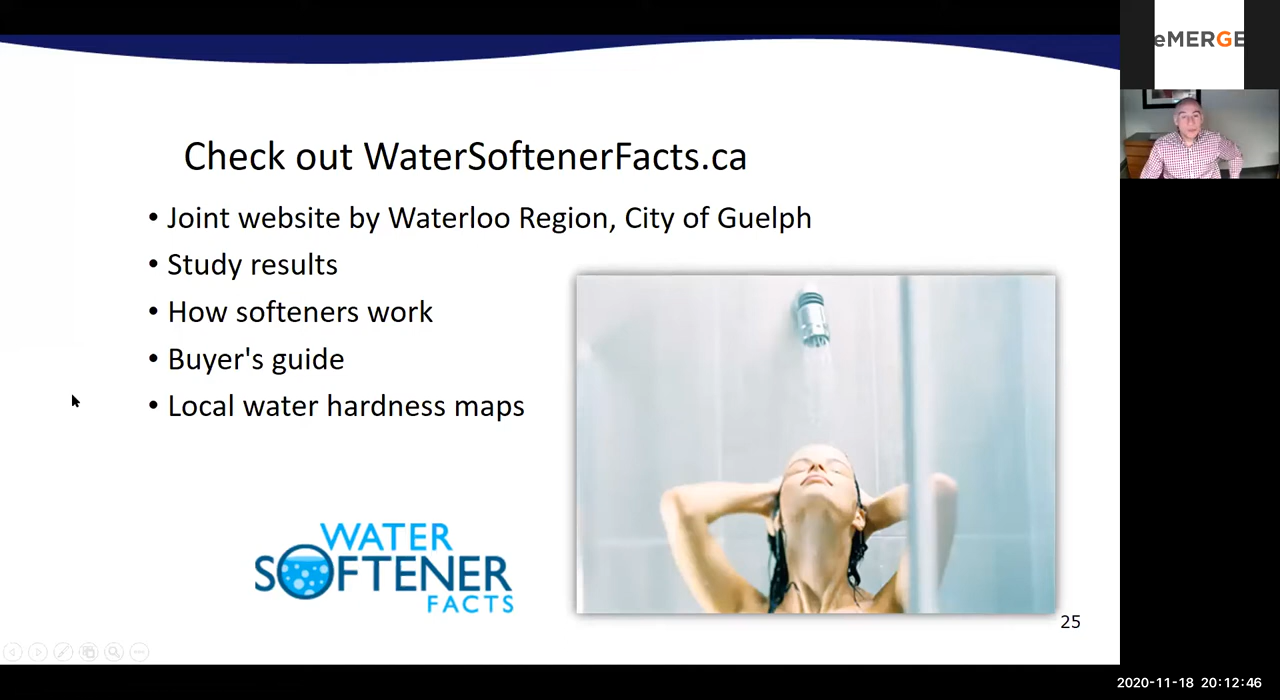 eMERGE
Check out WaterSoftenerFacts.ca
• Joint website by Waterloo Region, City of Guelph
• Study results
• How softeners work
• Buyer's guide
• Local water hardness maps
WATER
SOFTENER
FACTS
25
2020-11-18 20:12:46